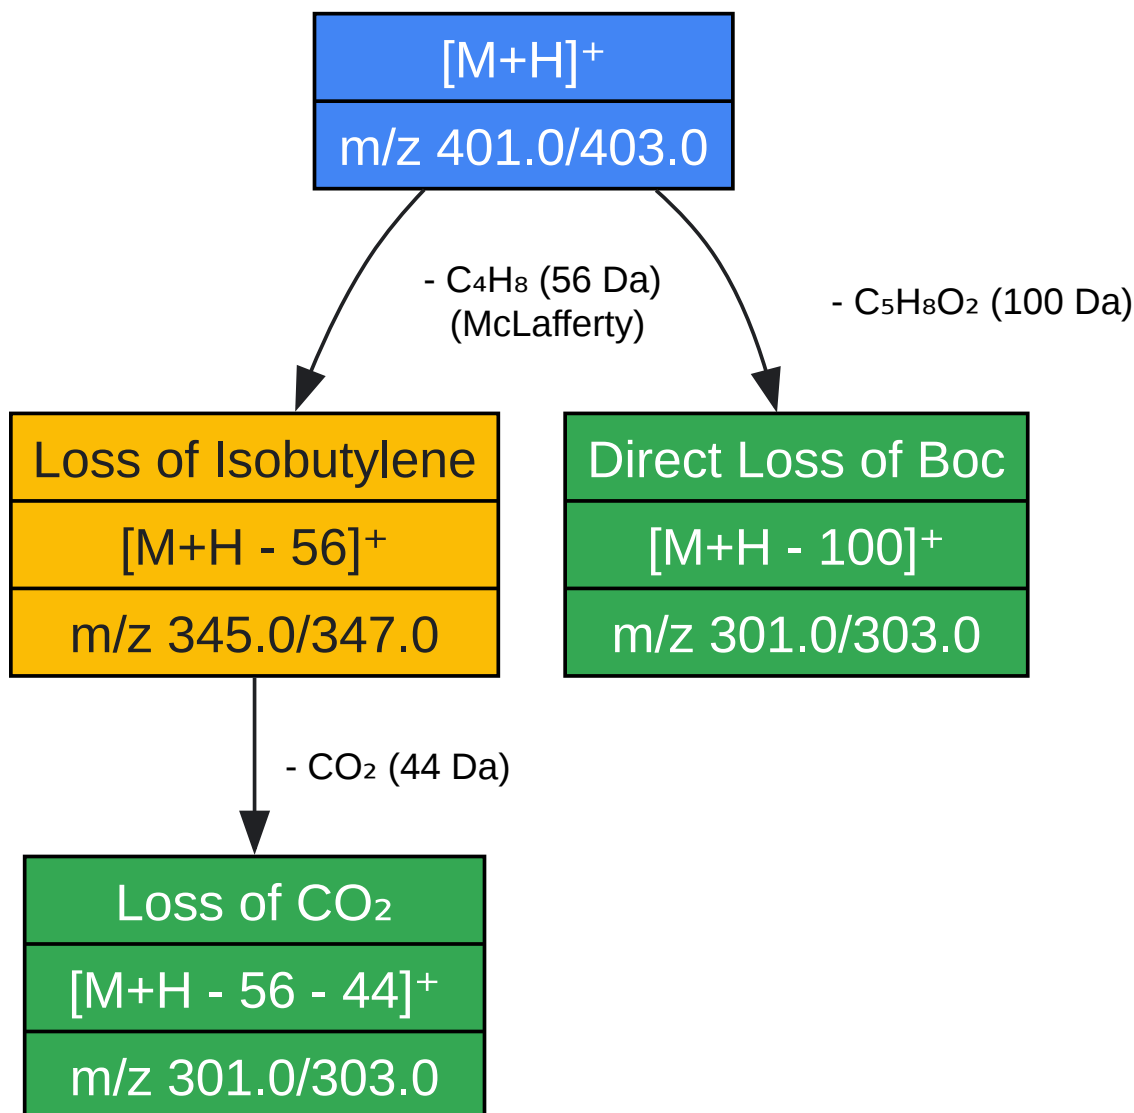 [M+H]⁺
m/z 401.0/403.0
- C₄H₈ (56 Da)
(McLafferty)
- C₅H₈O₂ (100 Da)
Loss of Isobutylene
[M+H - 56]⁺
m/z 345.0/347.0
Direct Loss of Boc
[M+H - 100]⁺
m/z 301.0/303.0
- CO₂ (44 Da)
Loss of CO₂
[M+H - 56 - 44]⁺
m/z 301.0/303.0